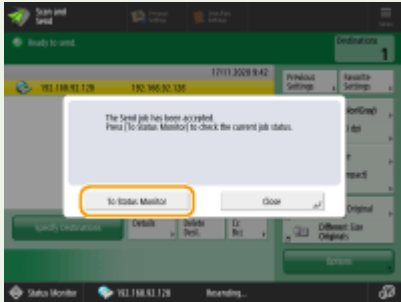 Scan and
Send
Ready to send.
Destinations
1
17/11 2020 9:42
192.168.92.128
192.168.92.128
Previous
Settings
Favorite
Settings
The Send job has been accepted.
Press [To Status Monitor] to check the current job status.
To Status Monitor
Close
Specify Destinations
Details
Delete
Dest.
Cc
Bcc
Original
Different Size
Originals
Options
Status Monitor
192.168.92.128
Resending...